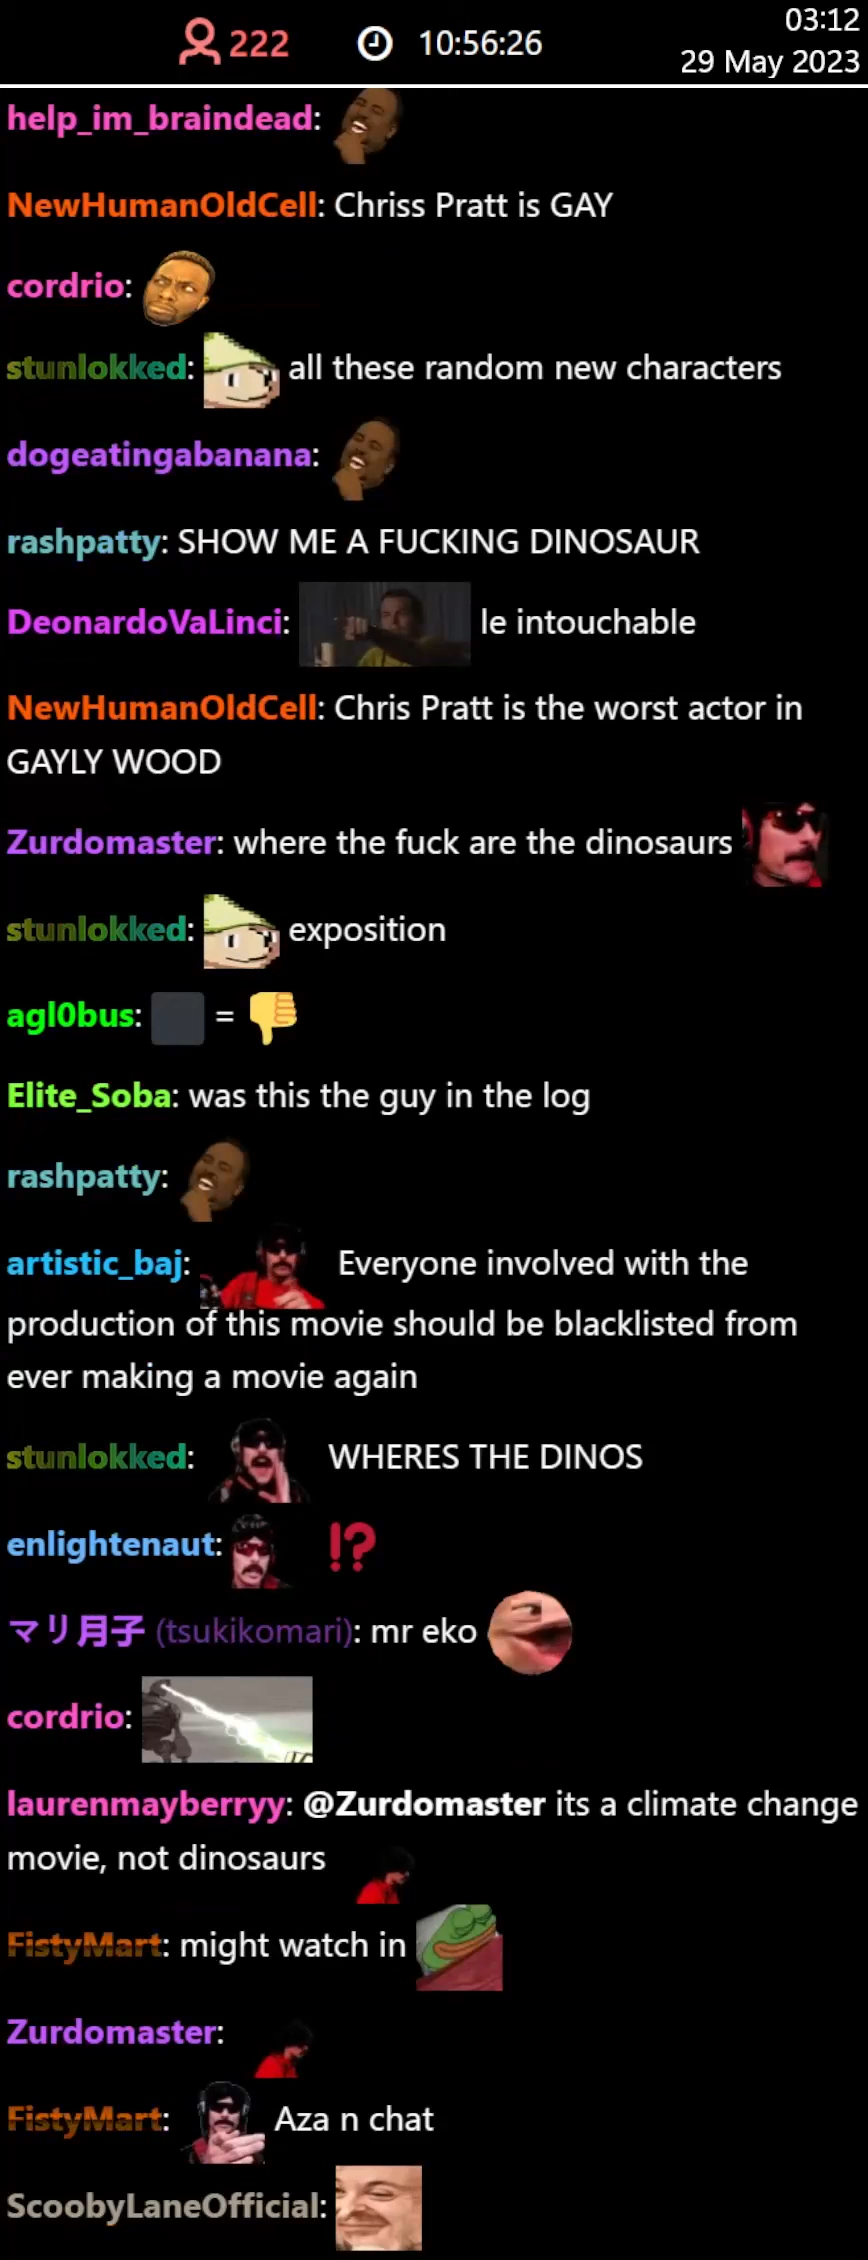 222 10:56:26 03:12
29 May 2023
help_im_braindead:
NewHumanOldCell: Chriss Pratt is GAY
cordrio:
stunlokked: all these random new characters
dogeatingabanana:
rashpatty: SHOW ME A FUCKING DINOSAUR
DeonardoVaLinci: le intouchable
NewHumanOldCell: Chris Pratt is the worst actor in
GAYLY WOOD
Zurdomaster: where the fuck are the dinosaurs
stunlokked: exposition
agl0bus: ⬛ = 👎
Elite_Soba: was this the guy in the log
rashpatty:
artistic_baj: Everyone involved with the
production of this movie should be blacklisted from
ever making a movie again
stunlokked: WHERES THE DINOS
enlightenaut: ⁉
マリ月子 (tsukikomari): mr eko
cordrio:
laurenmayberryy: @Zurdomaster its a climate change
movie, not dinosaurs
FistyMart: might watch in
Zurdomaster:
FistyMart: Aza n chat
ScoobyLaneOfficial: